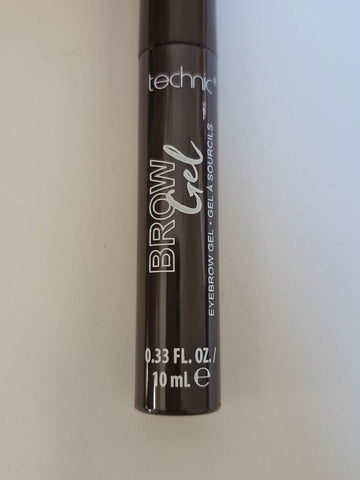 technic®
BROW
Gel
EYEBROW GEL • GEL À SOURCILS
0.33 FL. OZ./
10 mL ℮